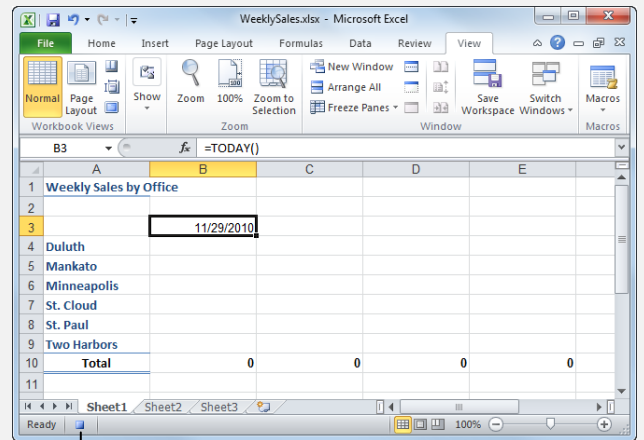 WeeklySales.xlsx - Microsoft Excel
File Home Insert Page Layout Formulas Data Review View
Normal Page Layout Show Zoom 100% Zoom to Selection New Window Arrange All Freeze Panes Save Workspace Switch Windows Macros
Workbook Views Zoom Window Macros
B3 fx =TODAY()
A B C D E
1 Weekly Sales by Office
2
3 11/29/2010
4 Duluth
5 Mankato
6 Minneapolis
7 St. Cloud
8 St. Paul
9 Two Harbors
10 Total 0 0 0 0
11
Sheet1 Sheet2 Sheet3
Ready 100%